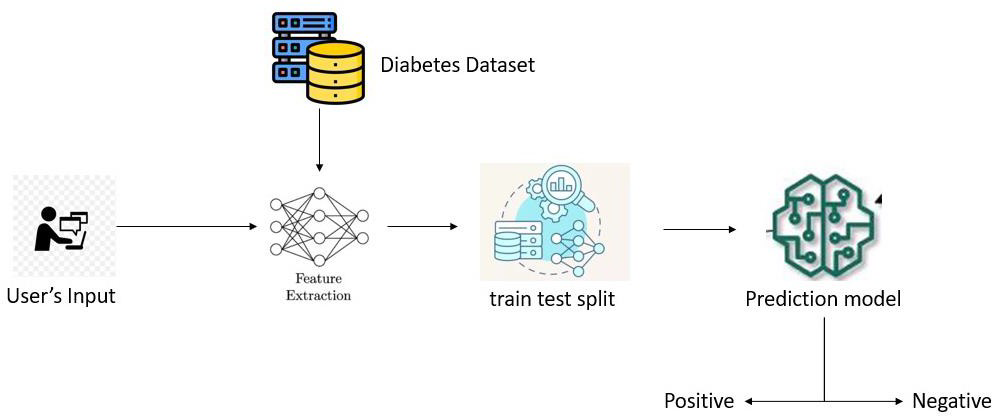 Diabetes Dataset
User's Input
Feature
Extraction
train test split
Prediction model
Positive
Negative